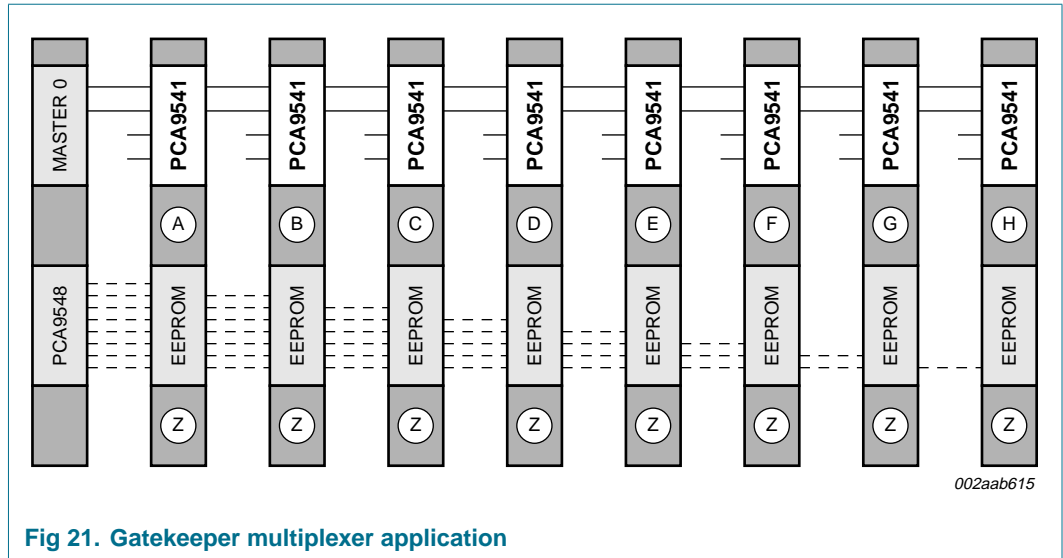 MASTER 0
PCA9541
PCA9541
PCA9541
PCA9541
PCA9541
PCA9541
PCA9541
PCA9541
A
B
C
D
E
F
G
H
PCA9548
EEPROM
EEPROM
EEPROM
EEPROM
EEPROM
EEPROM
EEPROM
EEPROM
Z
Z
Z
Z
Z
Z
Z
Z
002aab615
Fig 21. Gatekeeper multiplexer application